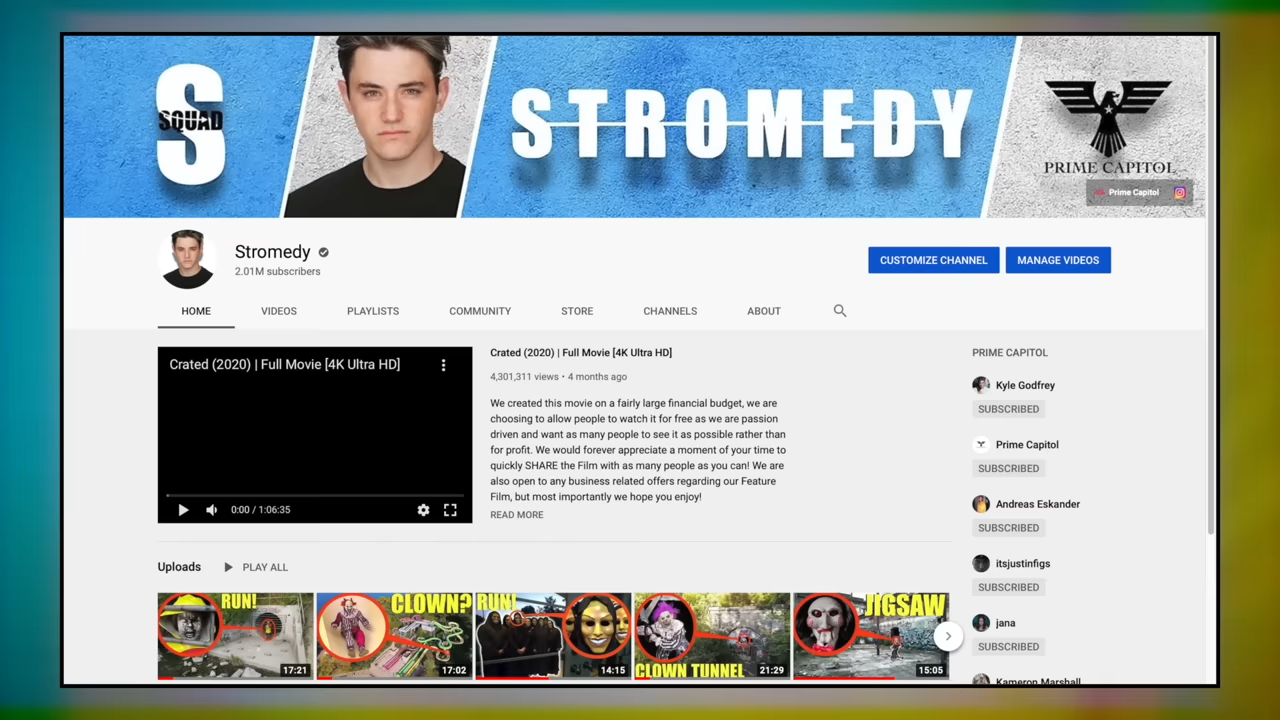 S
SQUAD
STROMEDY
PRIME CAPITOL
Prime Capitol
Stromedy
2.01M subscribers
CUSTOMIZE CHANNEL
MANAGE VIDEOS
HOME
VIDEOS
PLAYLISTS
COMMUNITY
STORE
CHANNELS
ABOUT
Crated (2020) | Full Movie [4K Ultra HD]
0:00 / 1:06:35
Crated (2020) | Full Movie [4K Ultra HD]
4,301,311 views • 4 months ago
We created this movie on a fairly large financial budget, we are
choosing to allow people to watch it for free as we are passion
driven and want as many people to see it as possible rather than
for profit. We would forever appreciate a moment of your time to
quickly SHARE the Film with as many people as you can! We are
also open to any business related offers regarding our Feature
Film, but most importantly we hope you enjoy!
READ MORE
PRIME CAPITOL
Kyle Godfrey
SUBSCRIBED
Prime Capitol
SUBSCRIBED
Andreas Eskander
SUBSCRIBED
itsjustinfigs
SUBSCRIBED
jana
SUBSCRIBED
Kameron Marshall
Uploads
PLAY ALL
RUN!
17:21
CLOWN?
17:02
RUN!
14:15
CLOWN TUNNEL
21:29
JIGSAW
15:05